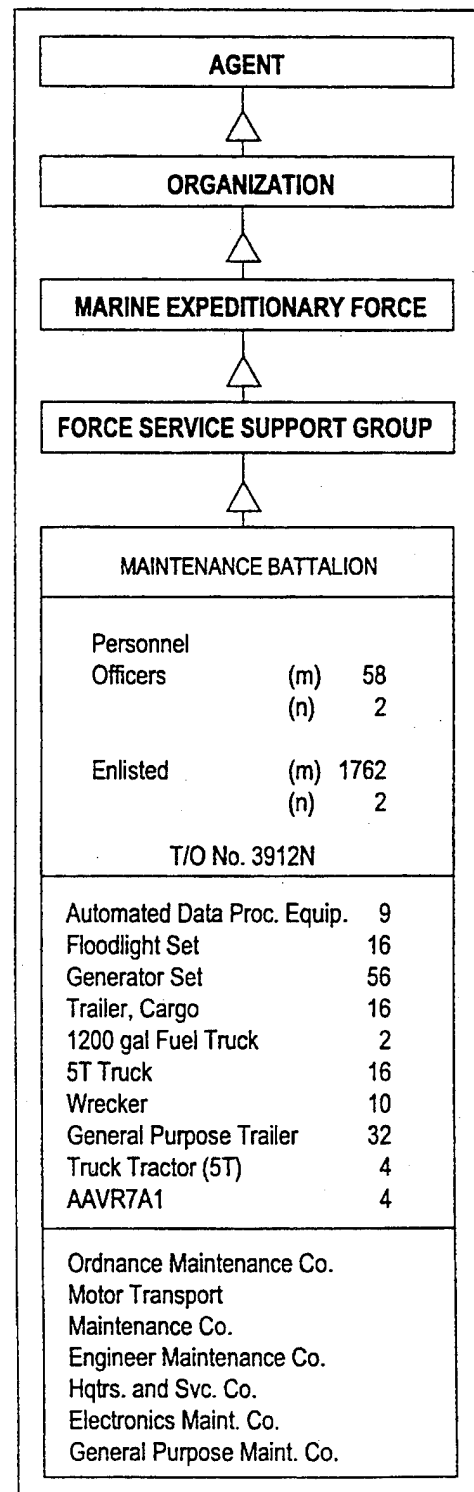 AGENT
ORGANIZATION
MARINE EXPEDITIONARY FORCE
FORCE SERVICE SUPPORT GROUP
MAINTENANCE BATTALION
Personnel
Officers (m) 58
(n) 2
Enlisted (m) 1762
(n) 2
T/O No. 3912N
Automated Data Proc. Equip. 9
Floodlight Set 16
Generator Set 56
Trailer, Cargo 16
1200 gal Fuel Truck 2
5T Truck 16
Wrecker 10
General Purpose Trailer 32
Truck Tractor (5T) 4
AAVR7A1 4
Ordnance Maintenance Co.
Motor Transport
Maintenance Co.
Engineer Maintenance Co.
Hqtrs. and Svc. Co.
Electronics Maint. Co.
General Purpose Maint. Co.